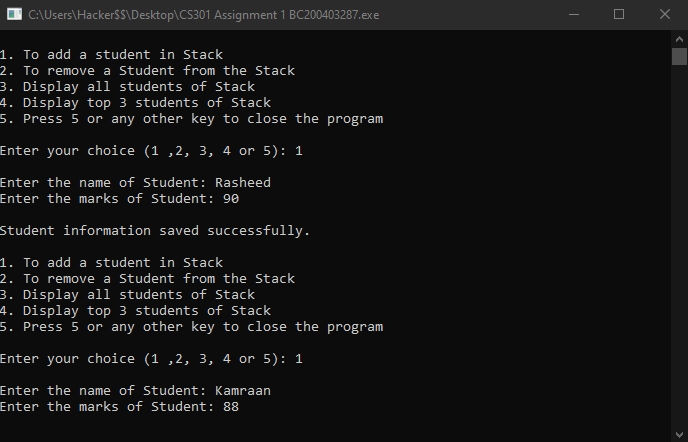 C:\Users\Hacker$$\Desktop\CS301 Assignment 1 BC200403287.exe
1. To add a student in Stack
2. To remove a Student from the Stack
3. Display all students of Stack
4. Display top 3 students of Stack
5. Press 5 or any other key to close the program
Enter your choice (1 ,2, 3, 4 or 5): 1
Enter the name of Student: Rasheed
Enter the marks of Student: 90
Student information saved successfully.
1. To add a student in Stack
2. To remove a Student from the Stack
3. Display all students of Stack
4. Display top 3 students of Stack
5. Press 5 or any other key to close the program
Enter your choice (1 ,2, 3, 4 or 5): 1
Enter the name of Student: Kamraan
Enter the marks of Student: 88